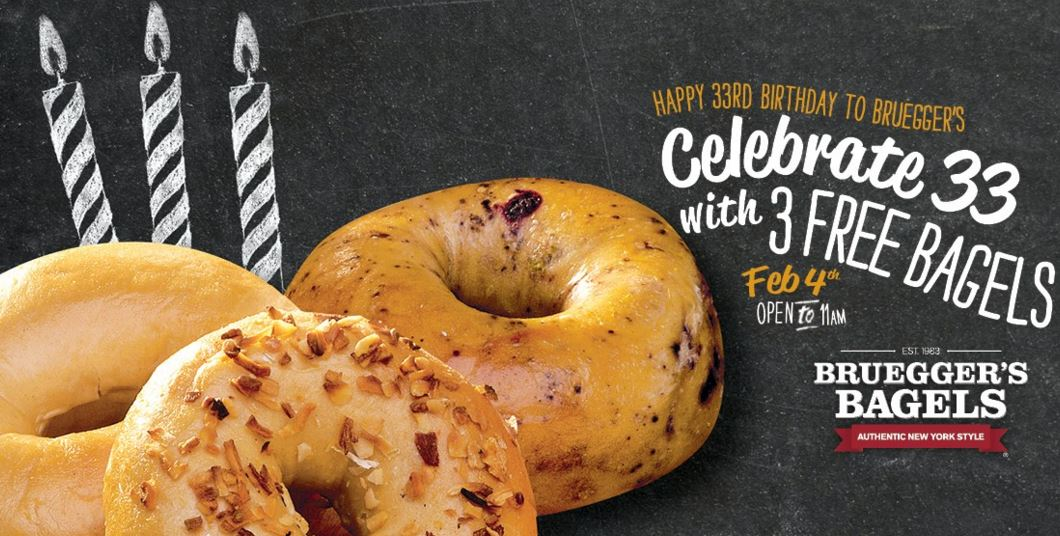 HAPPY 33RD BIRTHDAY TO BRUEGGER'S
Celebrate 33
with 3 FREE BAGELS
Feb 4th
OPEN to 11AM
EST. 1983
BRUEGGER'S
BAGELS
AUTHENTIC NEW YORK STYLE
®